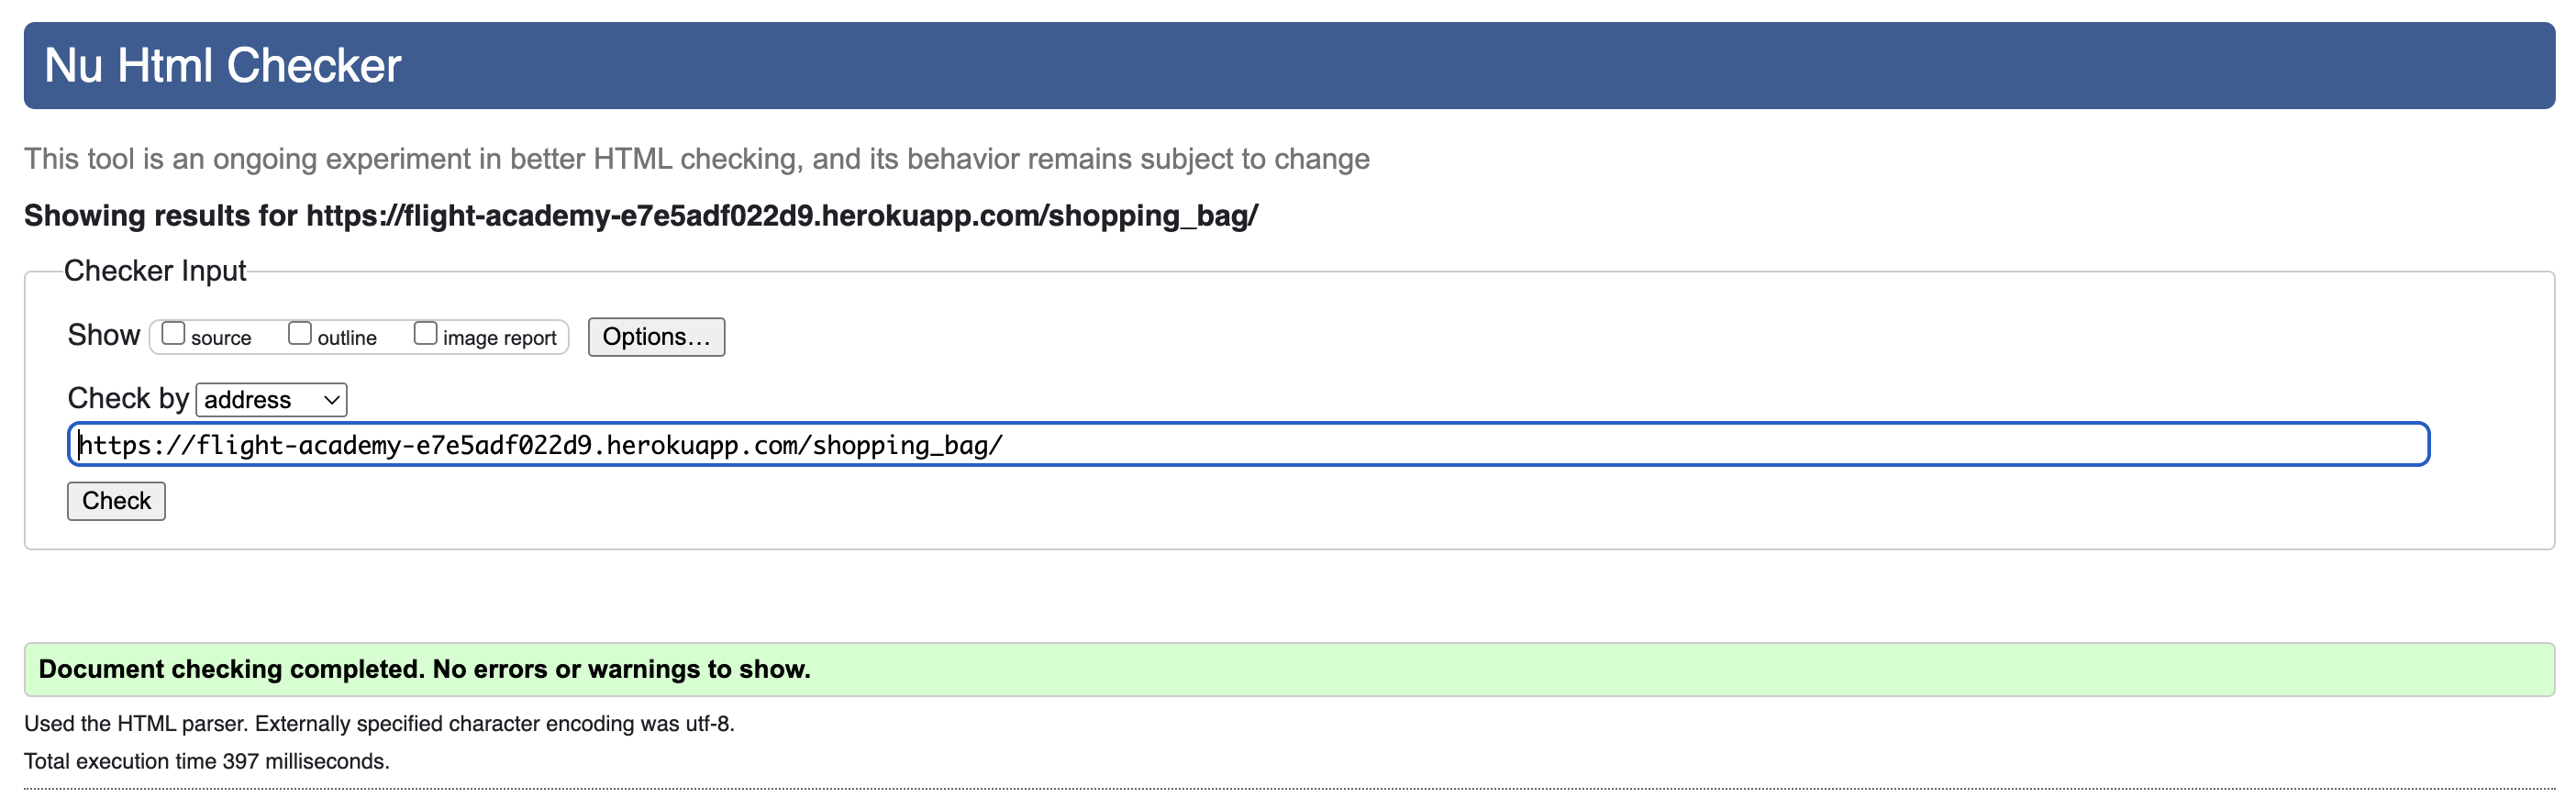 Nu Html Checker
This tool is an ongoing experiment in better HTML checking, and its behavior remains subject to change
Showing results for https://flight-academy-e7e5adf022d9.herokuapp.com/shopping_bag/
Checker Input
Show source outline image report Options...
Check by address
https://flight-academy-e7e5adf022d9.herokuapp.com/shopping_bag/
Check
Document checking completed. No errors or warnings to show.
Used the HTML parser. Externally specified character encoding was utf-8.
Total execution time 397 milliseconds.